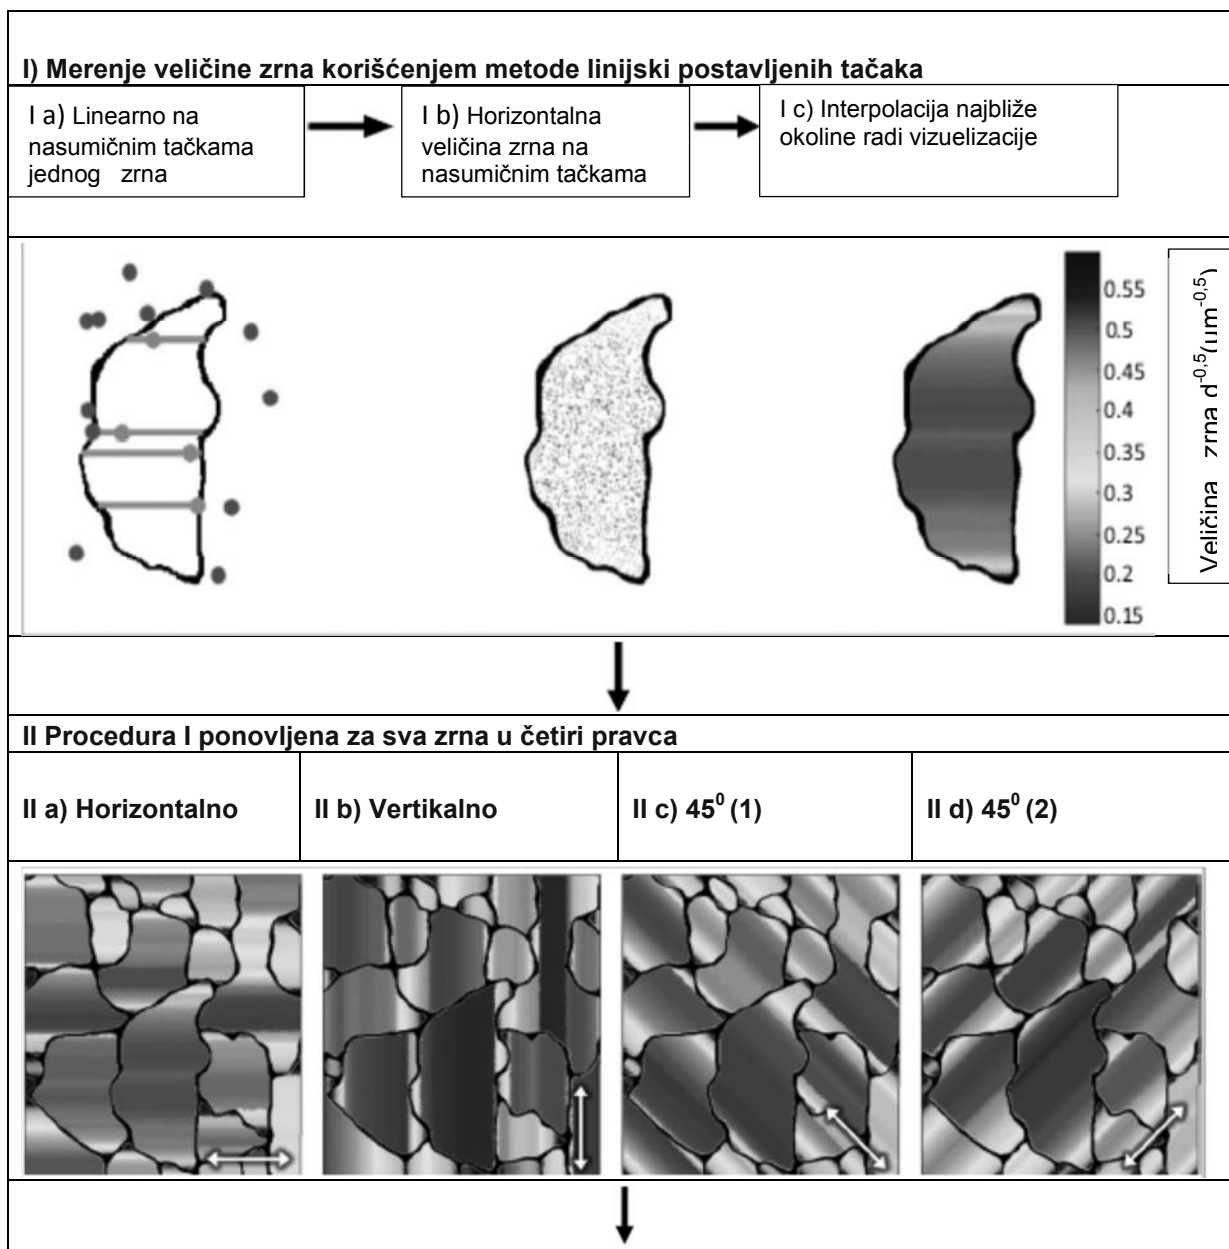 I) Merenje veličine zrna korišćenjem metode linijski postavljenih tačaka
I a) Linearno na
nasumičnim tačkama
jednog zrna
I b) Horizontalna
veličina zrna na
nasumičnim tačkama
I c) Interpolacija najbliže
okoline radi vizuelizacije
0.55
0.5
0.45
0.4
0.35
0.3
0.25
0.2
0.15
Veličina zrna d⁻⁰,⁵(μm⁻⁰,⁵)
II Procedura I ponovljena za sva zrna u četiri pravca
II a) Horizontalno
II b) Vertikalno
II c) 45⁰ (1)
II d) 45⁰ (2)